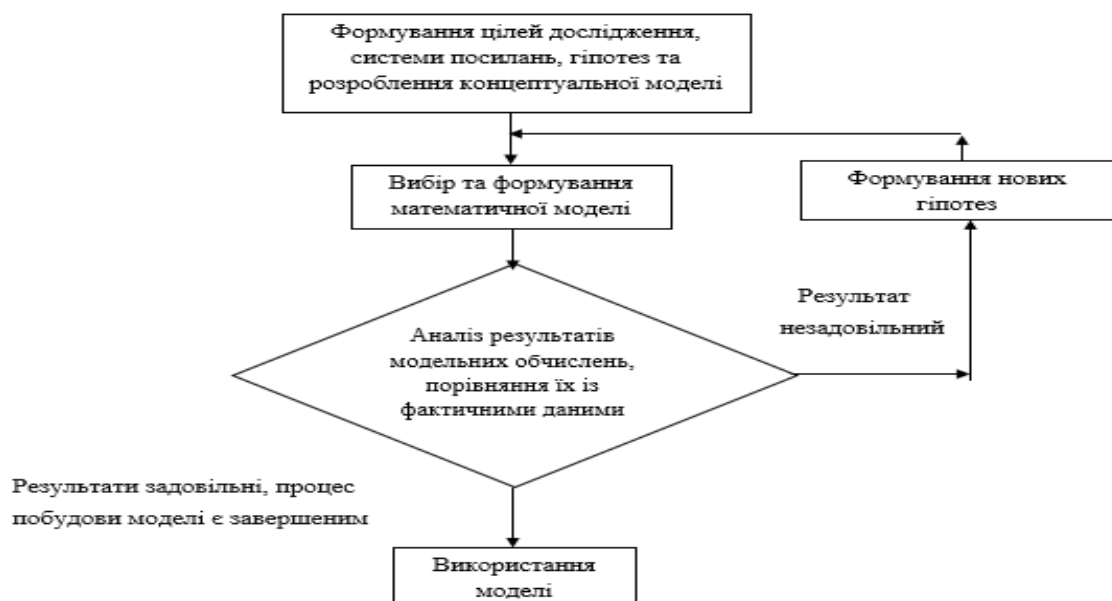 Формування цілей дослідження,
системи посилань, гіпотез та
розроблення концептуальної моделі
Вибір та формування
математичної моделі
Формування нових
гіпотез
Результат
незадовільний
Аналіз результатів
модельних обчислень,
порівняння їх із
фактичними даними
Результати задовільні, процес
побудови моделі є завершеним
Використання
моделі